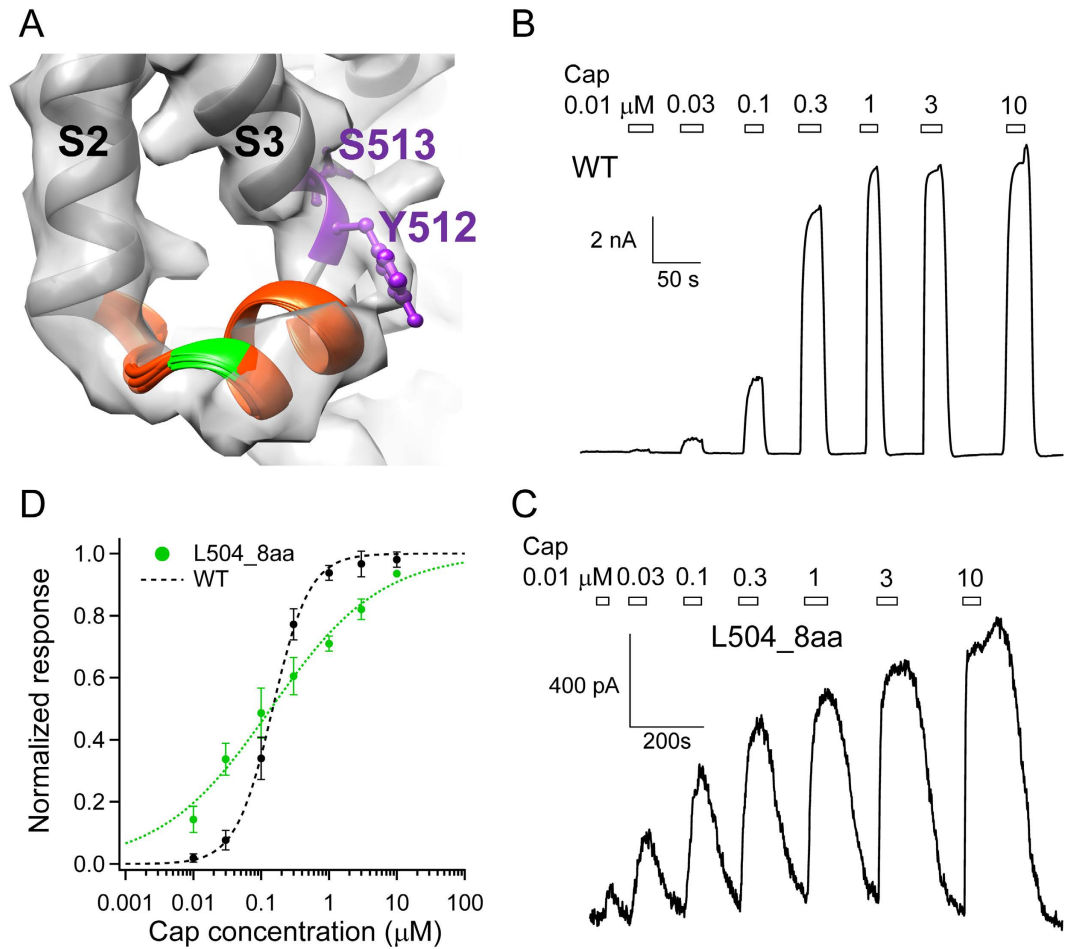 A
S2
S3
S513
Y512
B
Cap
0.01 μM 0.03 0.1 0.3 1 3 10
WT
2 nA
50 s
D
L504_8aa
WT
1.0
0.8
0.6
0.4
0.2
0.0
Normalized response
0.001 0.01 0.1 1 10 100
Cap concentration (μM)
C
Cap
0.01 μM 0.03 0.1 0.3 1 3 10
L504_8aa
400 pA
200s